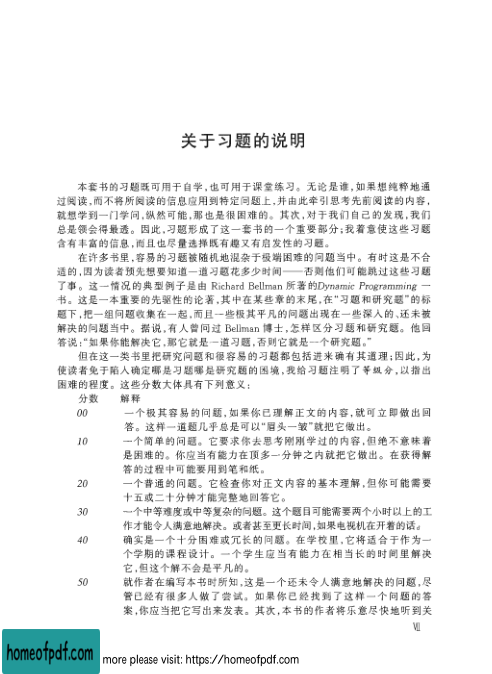 关于习题的说明
本套书的习题既可用于自学,也可用于课堂练习。无论是谁,如果想纯粹地通
过阅读,而不将所阅读的信息应用到特定问题上,并由此牵引思考先前阅读的内容,
就想学到一门学问,纵然可能,那也是很困难的。其次,对于我们自己的发现,我们
总是领会得最透。因此,习题形成了这一套书的一个重要部分;我着意使这些习题
含有丰富的信息,而且也尽量选择既有趣又有启发性的习题。
在许多书里,容易的习题被随机地混杂于极端困难的问题当中。有时这是不合
适的,因为读者预先想要知道一道习题花多少时间——否则他们可能跳过这些习题
了事。这一情况的典型例子是由 Richard Bellman 所著的Dynamic Programming 一
书。这是一本重要的先驱性的论著,其中在某些章的末尾,在“习题和研究题”的标
题下,把一组问题收集在一起,而且一些极其平凡的问题出现在一些深入的、还未被
解决的问题当中。据说,有人曾问过 Bellman 博士,怎样区分习题和研究题。他回
答说:“如果你能解决它,那它就是一道习题,否则它就是一个研究题。”
但在这一类书里把研究问题和很容易的习题都包括进来确有其道理;因此,为
使读者免于陷入确定哪是习题哪是研究题的困境,我给习题注明了等级分,以指出
困难的程度。这些分数大体具有下列意义:
分数 解释
00 一个极其容易的问题,如果你已理解正文的内容,就可立即做出回
答。这样一道题几乎总是可以“眉头一皱”就把它做出。
10 一个简单的问题。它要求你去思考刚刚学过的内容,但绝不意味着
是困难的。你应当有能力在顶多一分钟之内就把它做出。在获得解
答的过程中可能要用到笔和纸。
20 一个普通的问题。它检查你对正文内容的基本理解,但你可能需要
十五或二十分钟才能完整地回答它。
30 一个中等难度或中等复杂的问题。这个题目可能需要两个小时以上的工
作才能令人满意地解决。或者甚至更长时间,如果电视机在开着的话。
40 确实是一个十分困难或冗长的问题。在学校里,它将适合于作为一
个学期的课程设计。一个学生应当有能力在相当长的时间里解决
它,但这个解不会是平凡的。
50 就作者在编写本书时所知,这是一个还未令人满意地解决的问题,尽
管已经有很多人做了尝试。如果你已经找到了这样一个问题的答
案,你应当把它写出来发表。其次,本书的作者将乐意尽快地听到关
Ⅶ
homeofpdf.com more please visit: https://homeofpdf.com